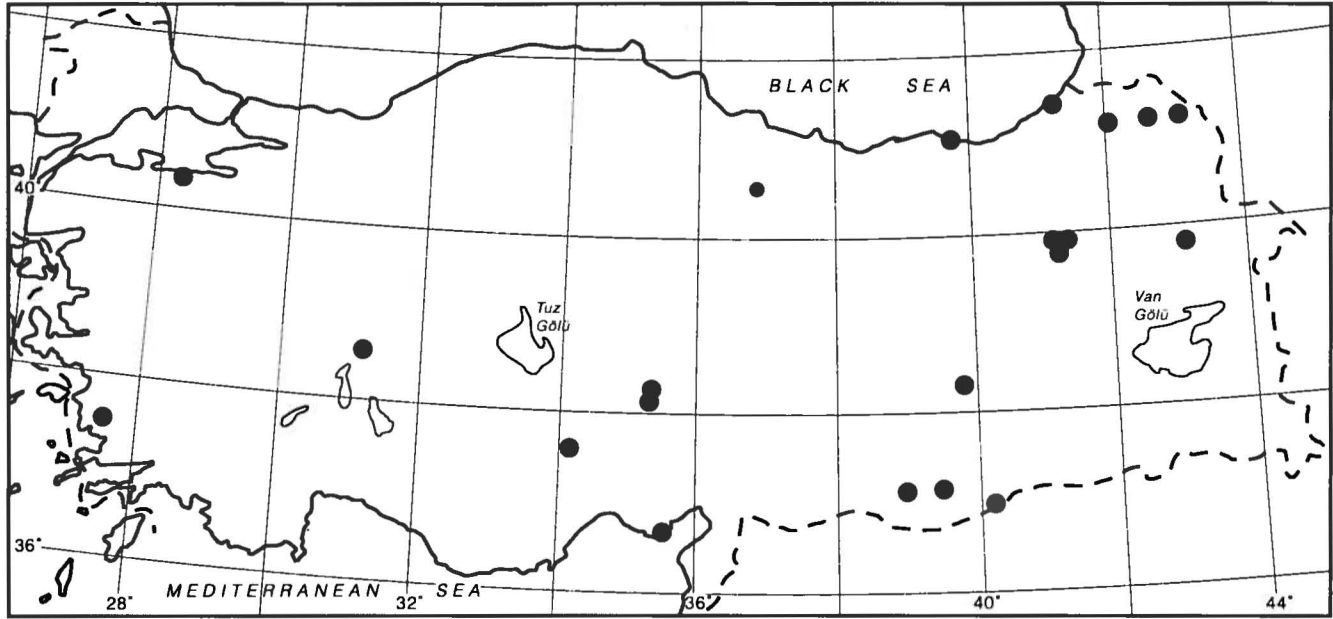 BLACK SEA
40°
Tuz
Gölü
Van
Gölü
36°
MEDITERRANEAN SEA
28°
32°
36°
40°
44°